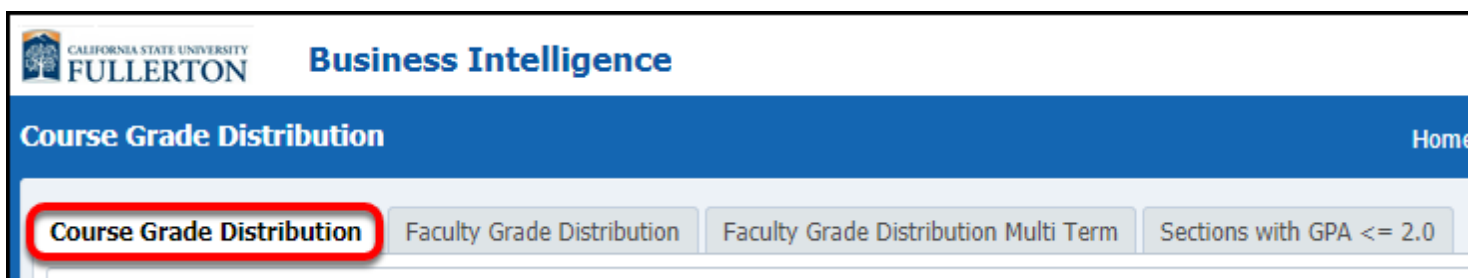 CALIFORNIA STATE UNIVERSITY
FULLERTON
Business Intelligence
Course Grade Distribution
Home
Course Grade Distribution
Faculty Grade Distribution
Faculty Grade Distribution Multi Term
Sections with GPA <= 2.0